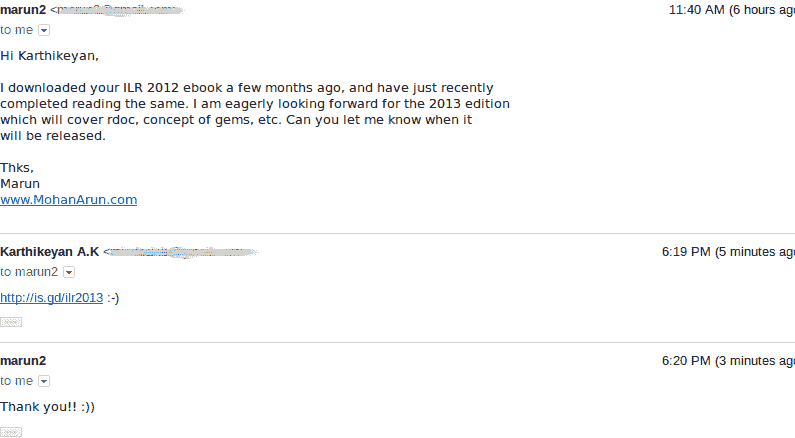 marun2
11:40 AM (6 hours ago
to me
Hi Karthikeyan,
I downloaded your ILR 2012 ebook a few months ago, and have just recently
completed reading the same. I am eagerly looking forward for the 2013 edition
which will cover rdoc, concept of gems, etc. Can you let me know when it
will be released.
Thks,
Marun
www.MohanArun.com
Karthikeyan A.K
6:19 PM (5 minutes ago
to marun2
http://is.gd/ilr2013 :-)
marun2
6:20 PM (3 minutes ago
to me
Thank you!! :))